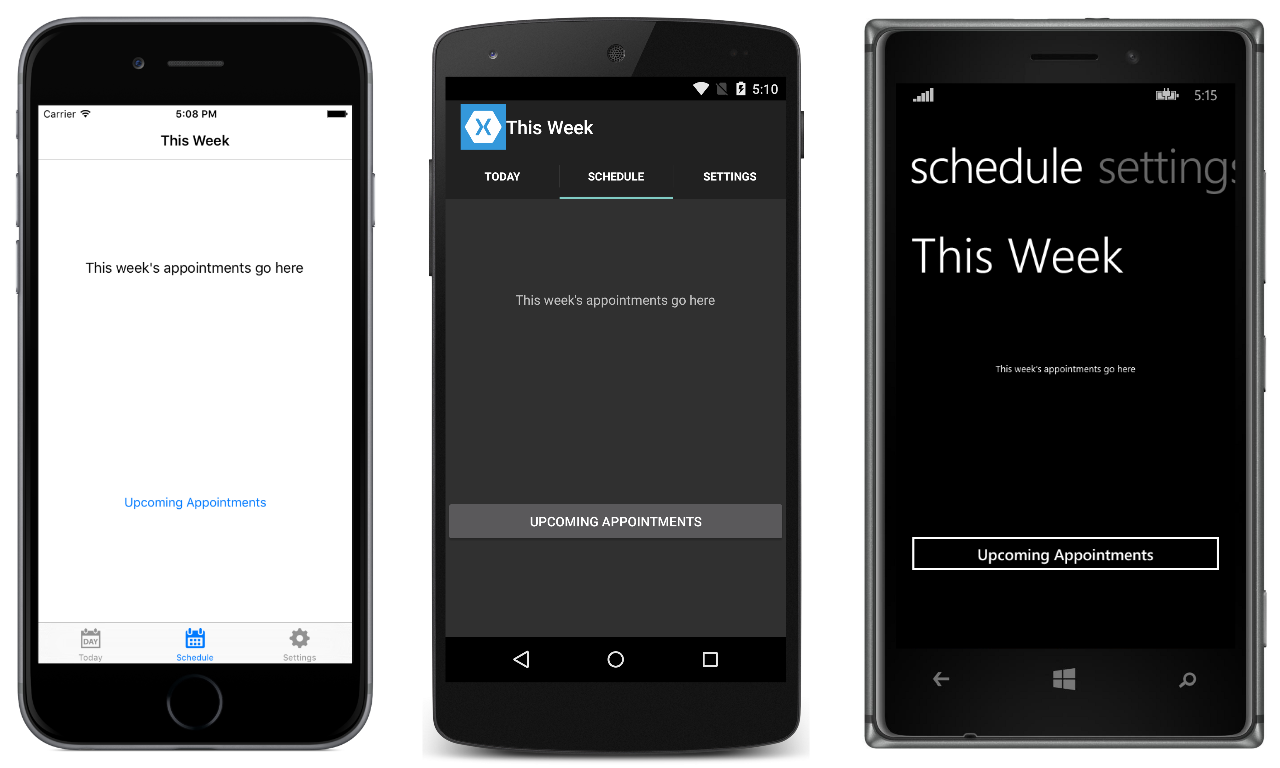 Carrier 5:08 PM
This Week
This week's appointments go here
Upcoming Appointments
DAY
Today Schedule Settings
5:10
X This Week
TODAY SCHEDULE SETTINGS
This week's appointments go here
UPCOMING APPOINTMENTS
5:15
schedule settings
This Week
This week's appointments go here
Upcoming Appointments